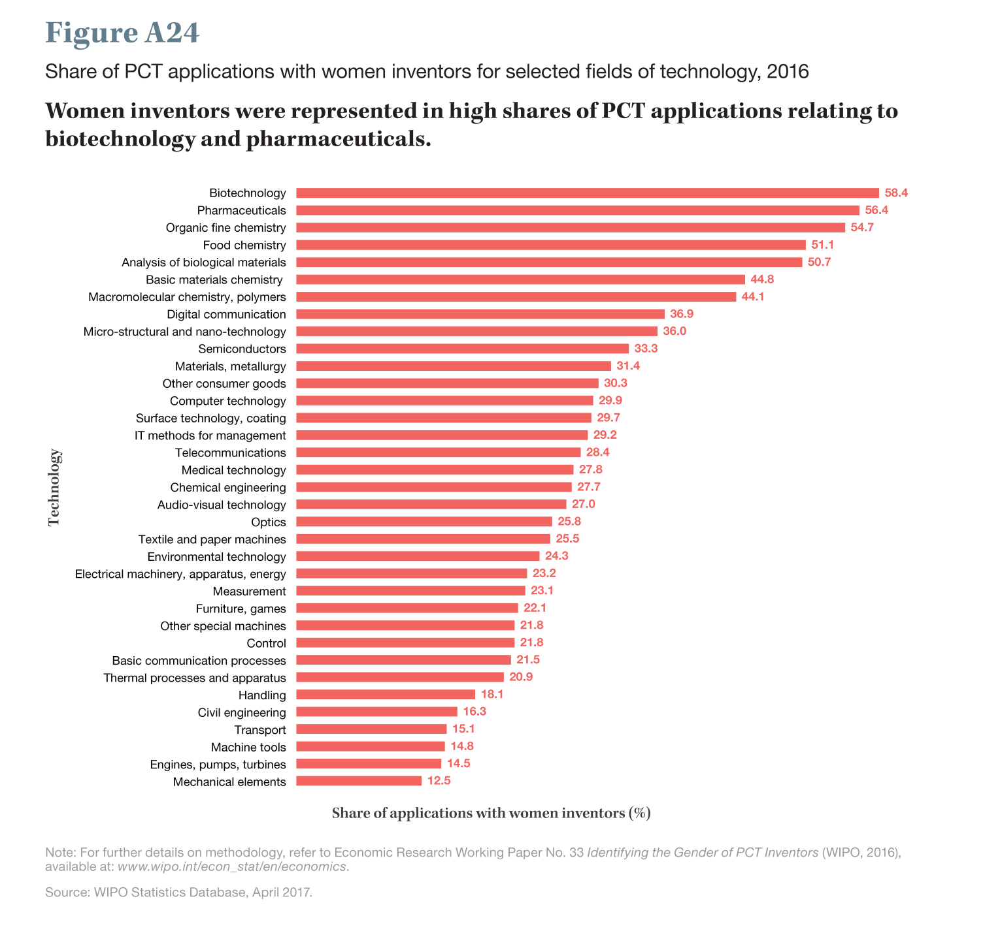 Figure A24
Share of PCT applications with women inventors for selected fields of technology, 2016
Women inventors were represented in high shares of PCT applications relating to
biotechnology and pharmaceuticals.
Technology
Biotechnology 58.4
Pharmaceuticals 56.4
Organic fine chemistry 54.7
Food chemistry 51.1
Analysis of biological materials 50.7
Basic materials chemistry 44.8
Macromolecular chemistry, polymers 44.1
Digital communication 36.9
Micro-structural and nano-technology 36.0
Semiconductors 33.3
Materials, metallurgy 31.4
Other consumer goods 30.3
Computer technology 29.9
Surface technology, coating 29.7
IT methods for management 29.2
Telecommunications 28.4
Medical technology 27.8
Chemical engineering 27.7
Audio-visual technology 27.0
Optics 25.8
Textile and paper machines 25.5
Environmental technology 24.3
Electrical machinery, apparatus, energy 23.2
Measurement 23.1
Furniture, games 22.1
Other special machines 21.8
Control 21.8
Basic communication processes 21.5
Thermal processes and apparatus 20.9
Handling 18.1
Civil engineering 16.3
Transport 15.1
Machine tools 14.8
Engines, pumps, turbines 14.5
Mechanical elements 12.5
Share of applications with women inventors (%)
Note: For further details on methodology, refer to Economic Research Working Paper No. 33 Identifying the Gender of PCT Inventors (WIPO, 2016),
available at: www.wipo.int/econ_stat/en/economics.
Source: WIPO Statistics Database, April 2017.